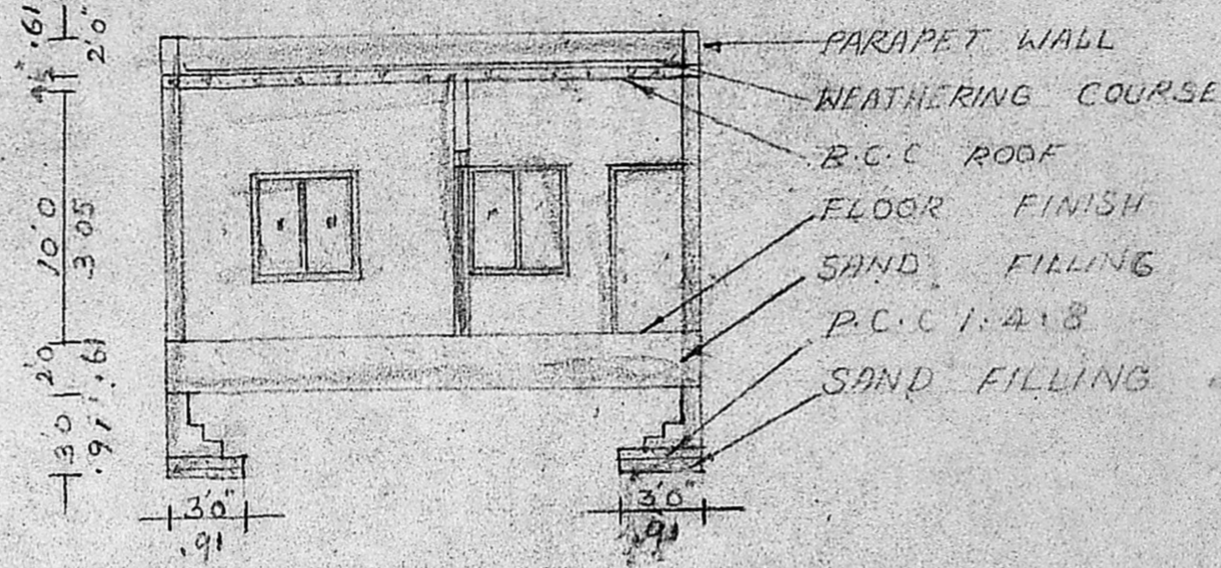 PARAPET WALL
WEATHERING COURSE
R.C.C ROOF
FLOOR FINISH
SAND FILLING
P.C.C 1:4:8
SAND FILLING
.61
2'0"
10'0
3.05
2'0
.61
3'0
.91
3'0"
.91
3'0"
.91